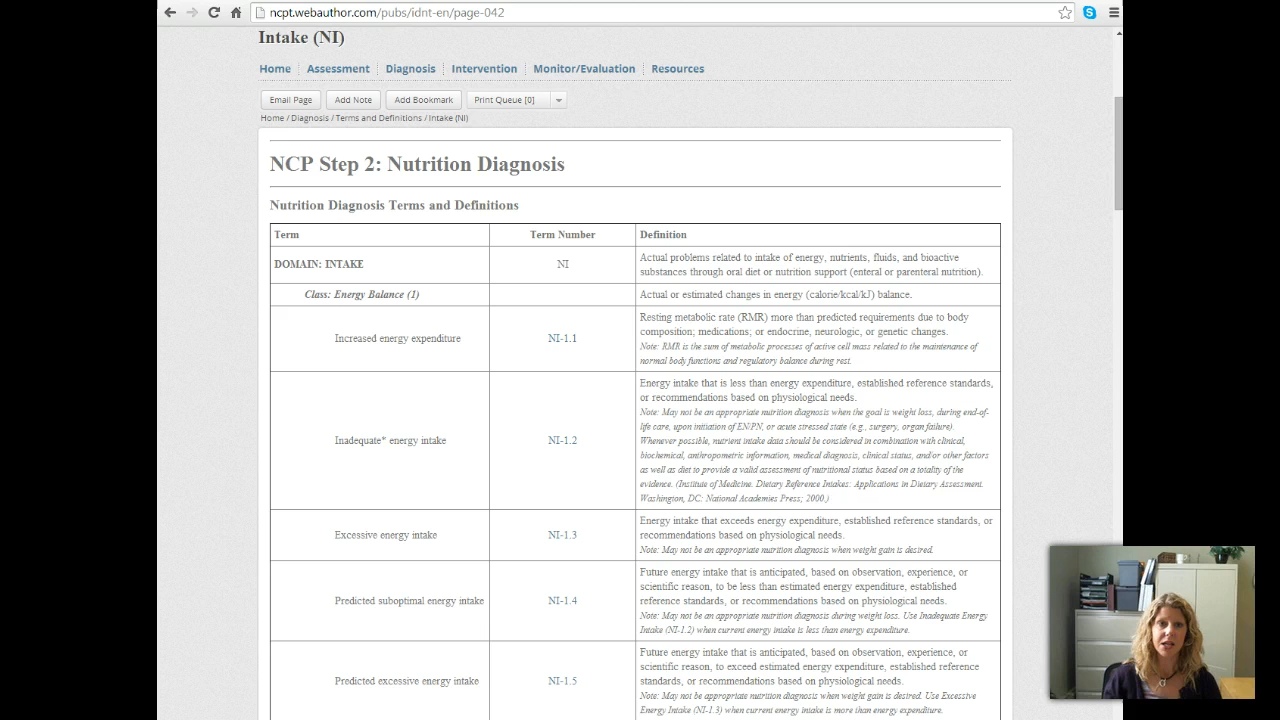 ncpt.webauthor.com/pubs/idnt-en/page-042
Intake (NI)
Home Assessment Diagnosis Intervention Monitor/Evaluation Resources
Email Page Add Note Add Bookmark Print Queue [0]
Home / Diagnosis / Terms and Definitions / Intake (NI)
NCP Step 2: Nutrition Diagnosis
Nutrition Diagnosis Terms and Definitions
Term Term Number Definition
DOMAIN: INTAKE NI Actual problems related to intake of energy, nutrients, fluids, and bioactive
substances through oral diet or nutrition support (enteral or parenteral nutrition).
Class: Energy Balance (1) Actual or estimated changes in energy (calorie/kcal/kJ) balance.
Increased energy expenditure NI-1.1 Resting metabolic rate (RMR) more than predicted requirements due to body
composition; medications; or endocrine, neurologic, or genetic changes.
Note: RMR is the sum of metabolic processes of active cell mass related to the maintenance of
normal body functions and regulatory balance during rest.
Inadequate* energy intake NI-1.2 Energy intake that is less than energy expenditure, established reference standards,
or recommendations based on physiological needs.
Note: May not be an appropriate nutrition diagnosis when the goal is weight loss, during end-of-
life care, upon initiation of EN/PN, or acute stressed state (e.g., surgery, organ failure).
Whenever possible, nutrient intake data should be considered in combination with clinical,
biochemical, anthropometric information, medical diagnosis, clinical status, and/or other factors
as well as diet to provide a valid assessment of nutritional status based on a totality of the
evidence. (Institute of Medicine. Dietary Reference Intakes: Applications in Dietary Assessment.
Washington, DC: National Academies Press; 2000.)
Excessive energy intake NI-1.3 Energy intake that exceeds energy expenditure, established reference standards, or
recommendations based on physiological needs.
Note: May not be an appropriate nutrition diagnosis when weight gain is desired.
Predicted suboptimal energy intake NI-1.4 Future energy intake that is anticipated, based on observation, experience, or
scientific reason, to be less than estimated energy expenditure, established
reference standards, or recommendations based on physiological needs.
Note: May not be an appropriate nutrition diagnosis during weight loss. Use Inadequate Energy
Intake (NI-1.2) when current energy intake is less than energy expenditure.
Predicted excessive energy intake NI-1.5 Future energy intake that is anticipated, based on observation, experience, or
scientific reason, to exceed estimated energy expenditure, established reference
standards, or recommendations based on physiological needs.
Note: May not be appropriate nutrition diagnosis when weight gain is desired. Use Excessive
Energy Intake (NI-1.3) when current energy intake is more than energy expenditure.